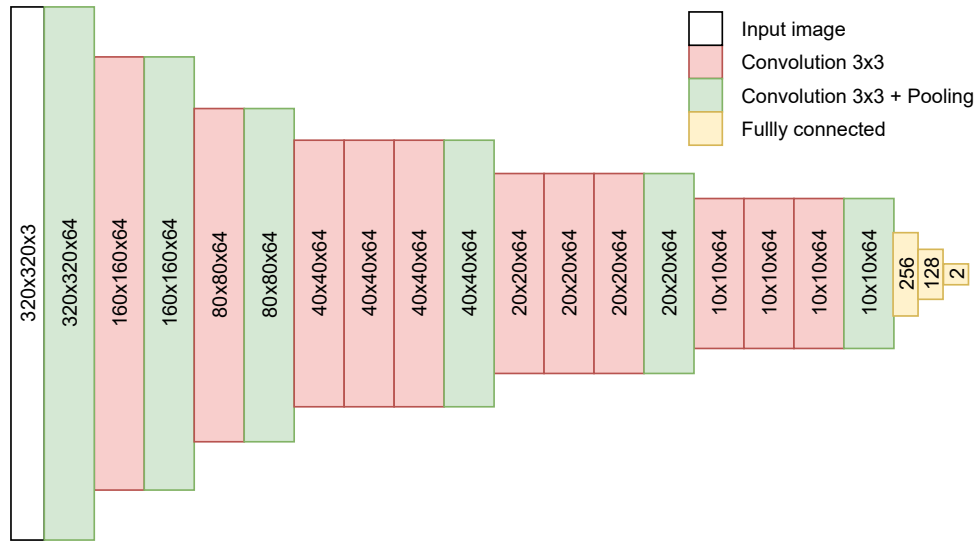 Input image
Convolution 3x3
Convolution 3x3 + Pooling
Fullly connected
320x320x3
320x320x64
160x160x64
160x160x64
80x80x64
80x80x64
40x40x64
40x40x64
40x40x64
40x40x64
20x20x64
20x20x64
20x20x64
20x20x64
10x10x64
10x10x64
10x10x64
10x10x64
256
128
2